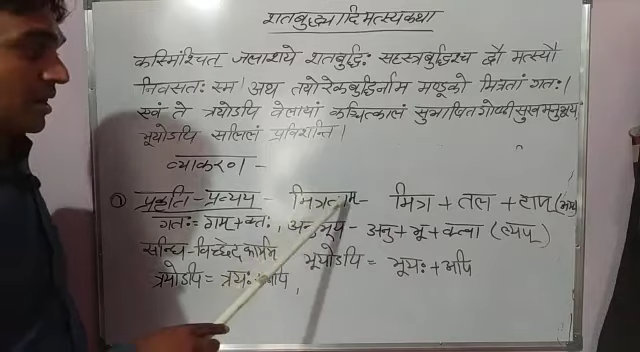 शतबुद्ध्यादिमत्स्यकथा
कस्मिंश्चित् जलाशये शतबुद्धिः सहस्त्रबुद्धिश्च द्वौ मत्स्यौ
निवसतः स्म। अथ तयोरेकबुद्धिर्नाम मण्डूको मित्रतां गतः।
एवं ते त्रयोऽपि वेलायां कञ्चित्कालं सुभाषितगोष्ठीसुखमनुभूय
भूयोऽपि सलिलं प्रविशन्ति।
व्याकरण -
① प्रकृति - प्रत्यय - मित्रताम् - मित्र + तल + टाप्
गतः = गम् + क्तः, अनुभूय - अनु + भू + क्त्वा (ल्यप्)
सन्धि-विच्छेद भूयोऽपि = भूयः + अपि
त्रयोऽपि = त्रयः + अपि,